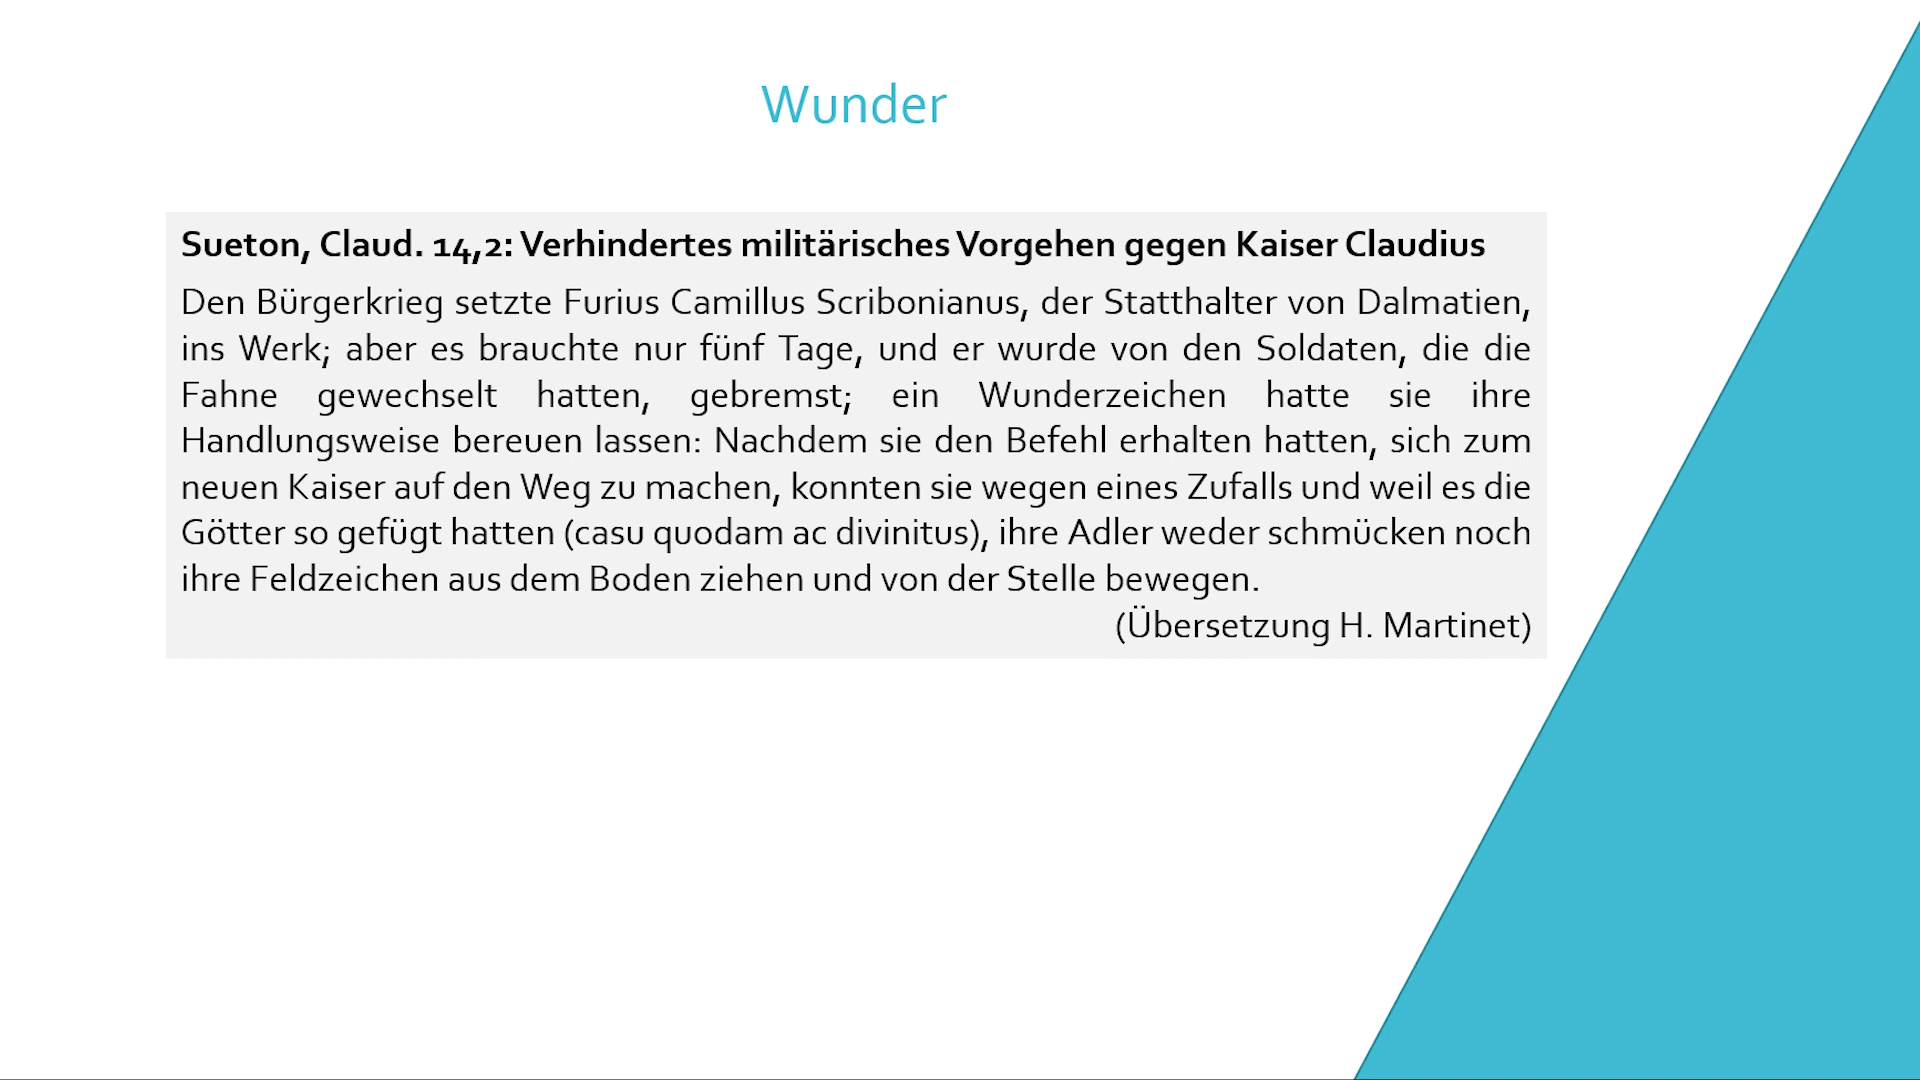 Wunder
Sueton, Claud. 14,2: Verhindertes militärisches Vorgehen gegen Kaiser Claudius
Den Bürgerkrieg setzte Furius Camillus Scribonianus, der Statthalter von Dalmatien,
ins Werk; aber es brauchte nur fünf Tage, und er wurde von den Soldaten, die die
Fahne gewechselt hatten, gebremst; ein Wunderzeichen hatte sie ihre
Handlungsweise bereuen lassen: Nachdem sie den Befehl erhalten hatten, sich zum
neuen Kaiser auf den Weg zu machen, konnten sie wegen eines Zufalls und weil es die
Götter so gefügt hatten (casu quodam ac divinitus), ihre Adler weder schmücken noch
ihre Feldzeichen aus dem Boden ziehen und von der Stelle bewegen.
(Übersetzung H. Martinet)